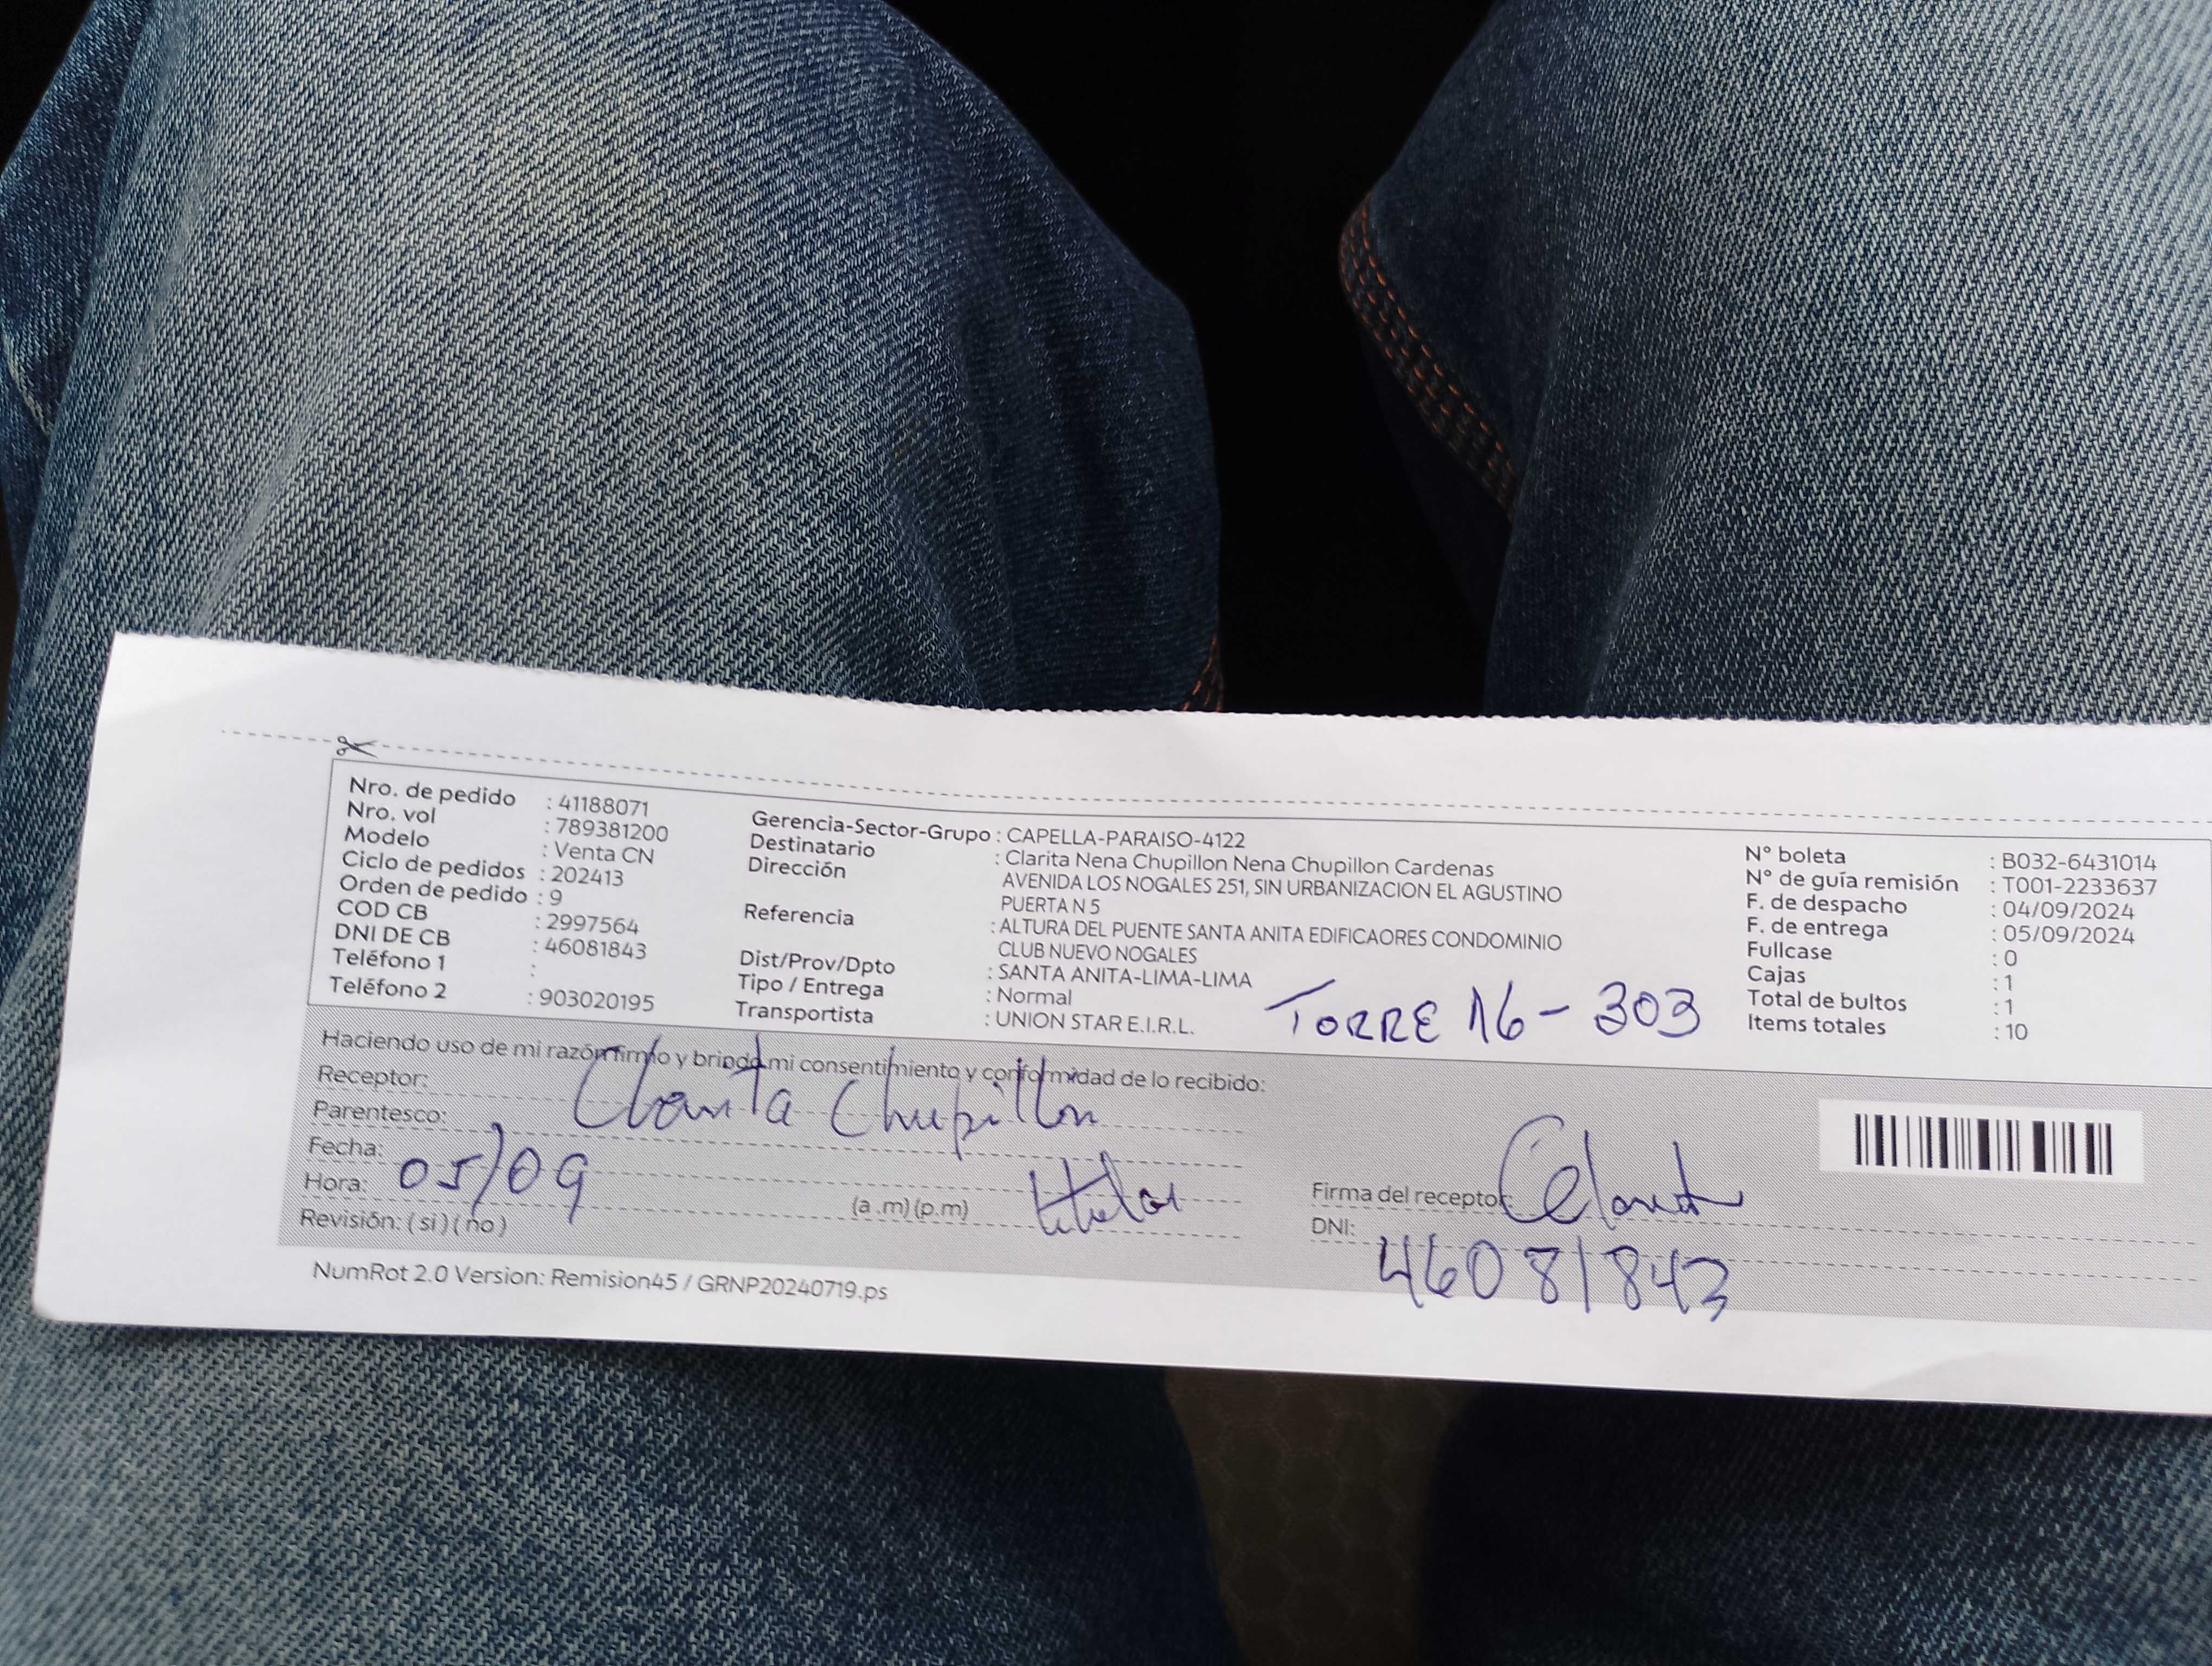 Nro. de pedido : 41188071
Nro. vol : 789381200
Modelo : Venta CN
Ciclo de pedidos : 202413
Orden de pedido : 9
COD CB : 2997564
DNI DE CB : 46081843
Teléfono 1 :
Teléfono 2 : 903020195
Gerencia-Sector-Grupo : CAPELLA-PARAISO-4122
Destinatario : Clarita Nena Chupillon Nena Chupillon Cardenas
Dirección AVENIDA LOS NOGALES 251, SIN URBANIZACION EL AGUSTINO
PUERTA N 5
Referencia : ALTURA DEL PUENTE SANTA ANITA EDIFICAORES CONDOMINIO
CLUB NUEVO NOGALES
Dist/Prov/Dpto : SANTA ANITA-LIMA-LIMA
Tipo / Entrega : Normal
Transportista : UNION STAR E.I.R.L.
TORRE 16 - 303
N° boleta : B032-6431014
N° de guía remisión : T001-2233637
F. de despacho : 04/09/2024
F. de entrega : 05/09/2024
Fullcase : 0
Cajas : 1
Total de bultos : 1
Items totales : 10
Haciendo uso de mi razón firmo y brindo mi consentimiento y conformidad de lo recibido:
Receptor: Clarita Chupillon
Parentesco: titular
Fecha: 05/09
Hora: (a .m) (p.m)
Revisión: ( si ) ( no )
Firma del receptor: Clarit
DNI: 46081843
NumRot 2.0 Version: Remision45 / GRNP20240719.ps